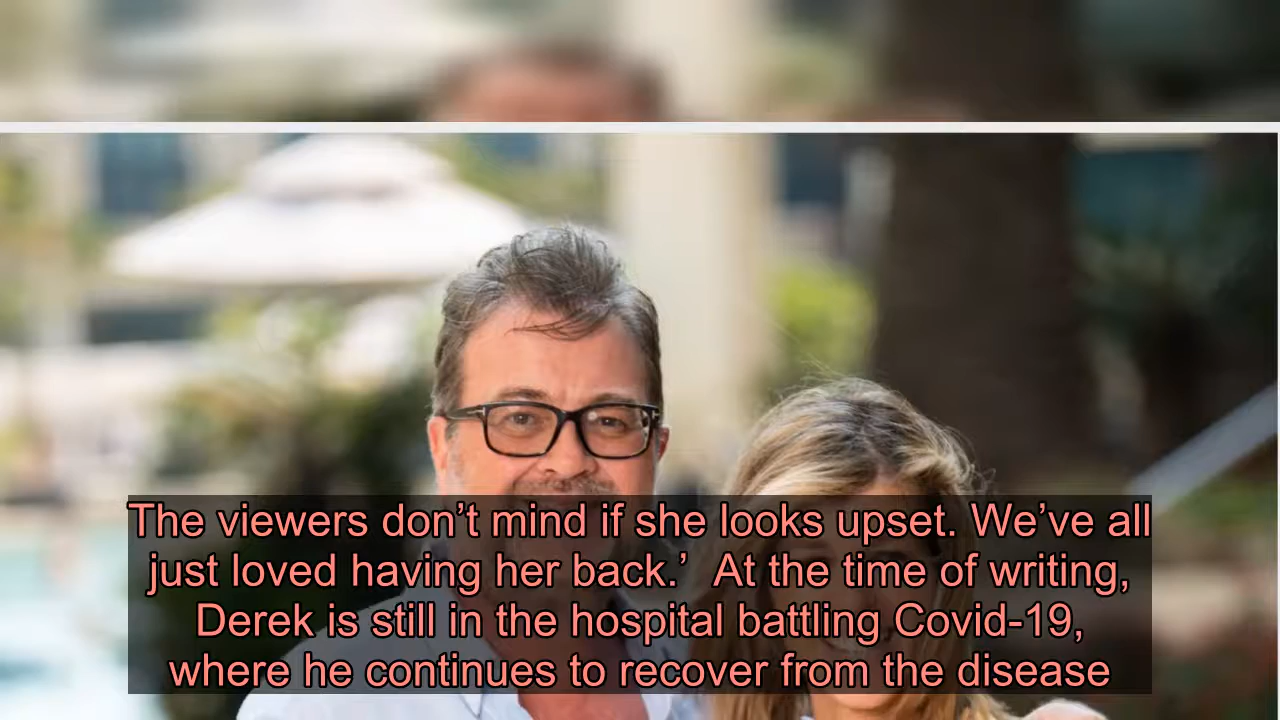 The viewers don’t mind if she looks upset. We’ve all
just loved having her back.’ At the time of writing,
Derek is still in the hospital battling Covid-19,
where he continues to recover from the disease